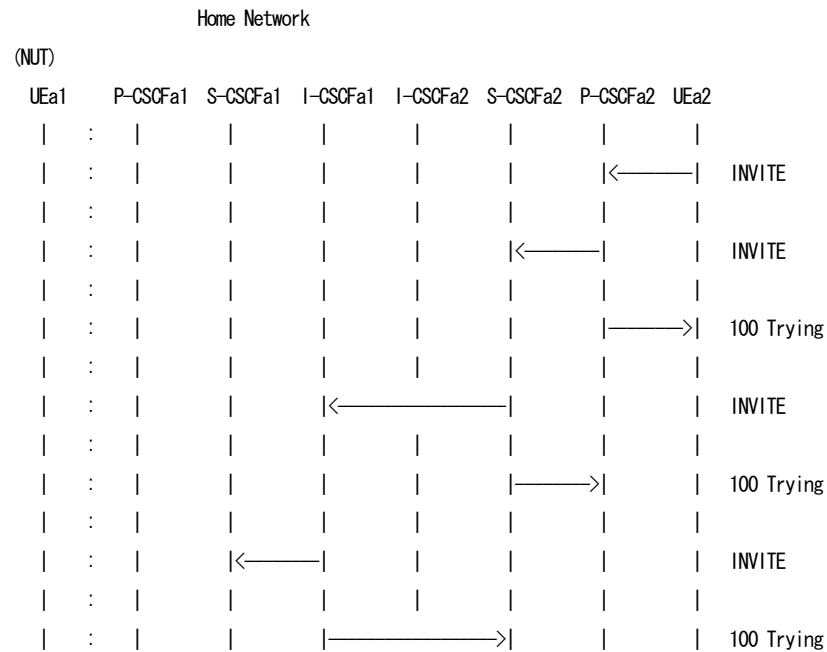 Home Network
(NUT)
UEa1 P-CSCFa1 S-CSCFa1 I-CSCFa1 I-CSCFa2 S-CSCFa2 P-CSCFa2 UEa2
INVITE
INVITE
100 Trying
INVITE
100 Trying
INVITE
100 Trying